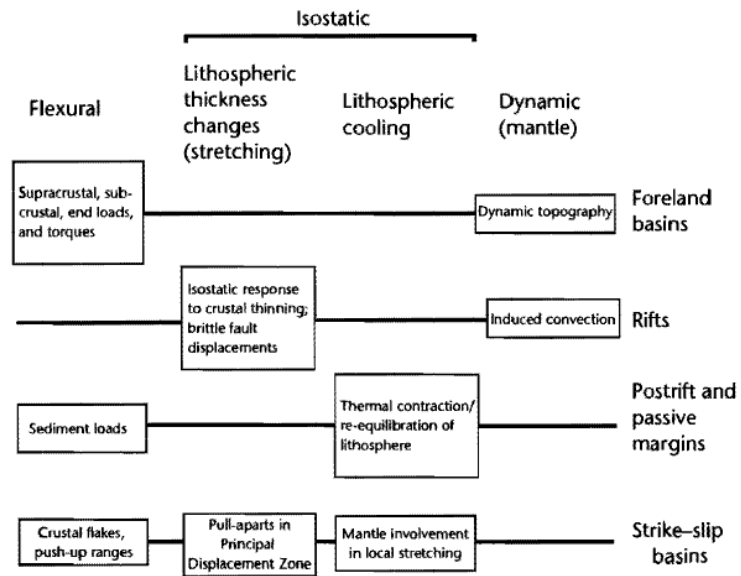 Isostatic
Flexural
Lithospheric
thickness
changes
(stretching)
Lithospheric
cooling
Dynamic
(mantle)
Supracrustal, sub-
crustal, end loads,
and torques
Dynamic topography
Foreland
basins
Isostatic response
to crustal thinning;
brittle fault
displacements
Induced convection
Rifts
Sediment loads
Thermal contraction/
re-equilibration of
lithosphere
Postrift and
passive
margins
Crustal flakes,
push-up ranges
Pull-aparts in
Principal
Displacement Zone
Mantle involvement
in local stretching
Strike–slip
basins